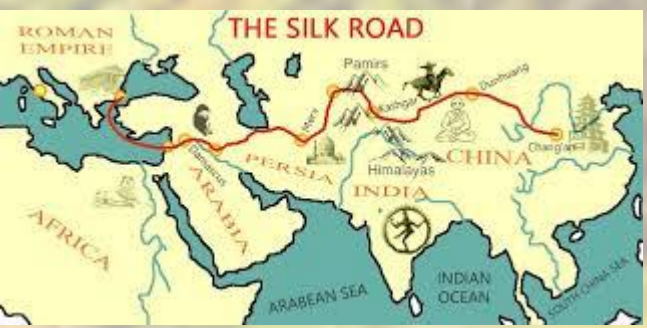 THE SILK ROAD
ROMAN
EMPIRE
Pamirs
Dunhuang
Kashgar
Merv
Chang'an
Damascus
PERSIA
Himalayas
CHINA
ARABIA
INDIA
AFRICA
INDIAN
OCEAN
ARABEAN SEA
SOUTH CHINA SEA